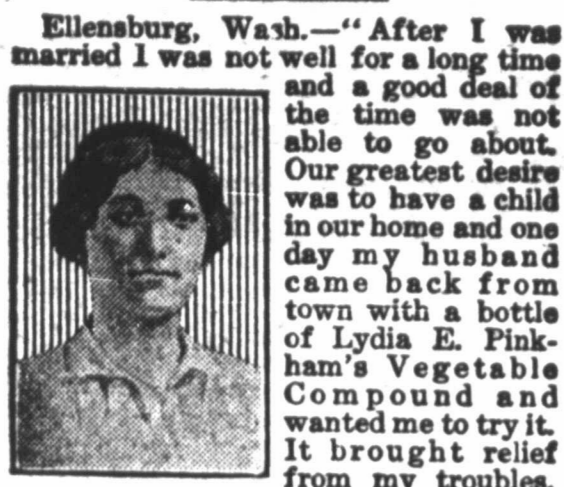 Ellensburg, Wash.—“After I was
married I was not well for a long time
and a good deal of
the time was not
able to go about.
Our greatest desire
was to have a child
in our home and one
day my husband
came back from
town with a bottle
of Lydia E. Pink-
ham's Vegetable
Compound and
wanted me to try it.
It brought relief
from my troubles.